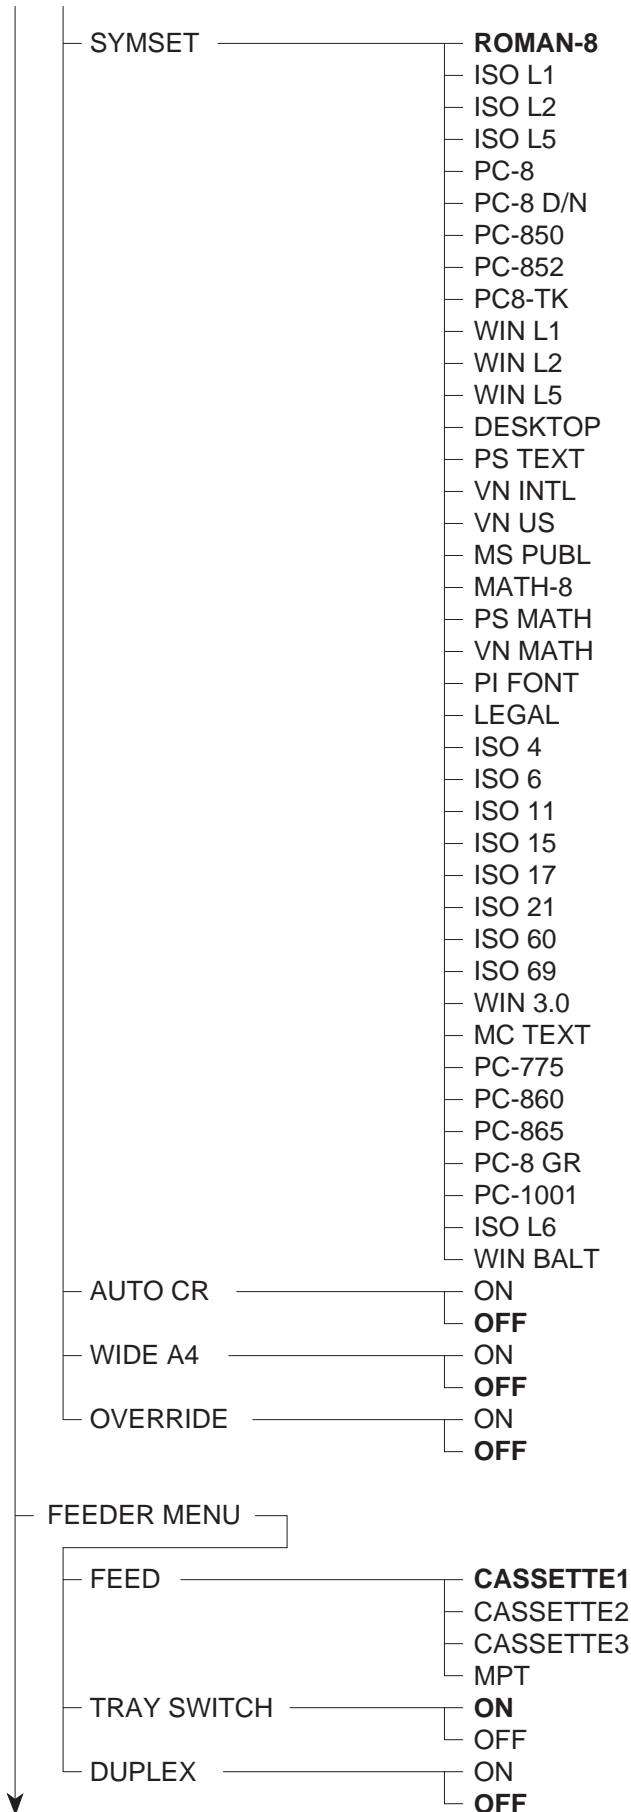 SYMSET ROMAN-8
ISO L1
ISO L2
ISO L5
PC-8
PC-8 D/N
PC-850
PC-852
PC8-TK
WIN L1
WIN L2
WIN L5
DESKTOP
PS TEXT
VN INTL
VN US
MS PUBL
MATH-8
PS MATH
VN MATH
PI FONT
LEGAL
ISO 4
ISO 6
ISO 11
ISO 15
ISO 17
ISO 21
ISO 60
ISO 69
WIN 3.0
MC TEXT
PC-775
PC-860
PC-865
PC-8 GR
PC-1001
ISO L6
WIN BALT
AUTO CR ON
OFF
WIDE A4 ON
OFF
OVERRIDE ON
OFF
FEEDER MENU
FEED CASSETTE1
CASSETTE2
CASSETTE3
MPT
TRAY SWITCH ON
OFF
DUPLEX ON
OFF